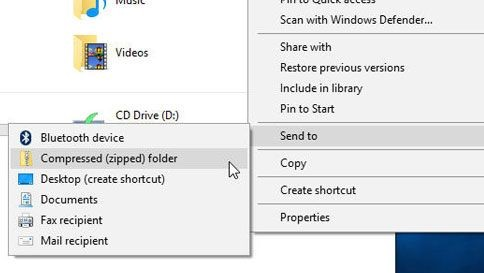 Music
Videos
CD Drive (D:)
Pin to Quick access
Scan with Windows Defender...
Share with
Restore previous versions
Include in library
Pin to Start
Send to
Copy
Create shortcut
Properties
Bluetooth device
Compressed (zipped) folder
Desktop (create shortcut)
Documents
Fax recipient
Mail recipient